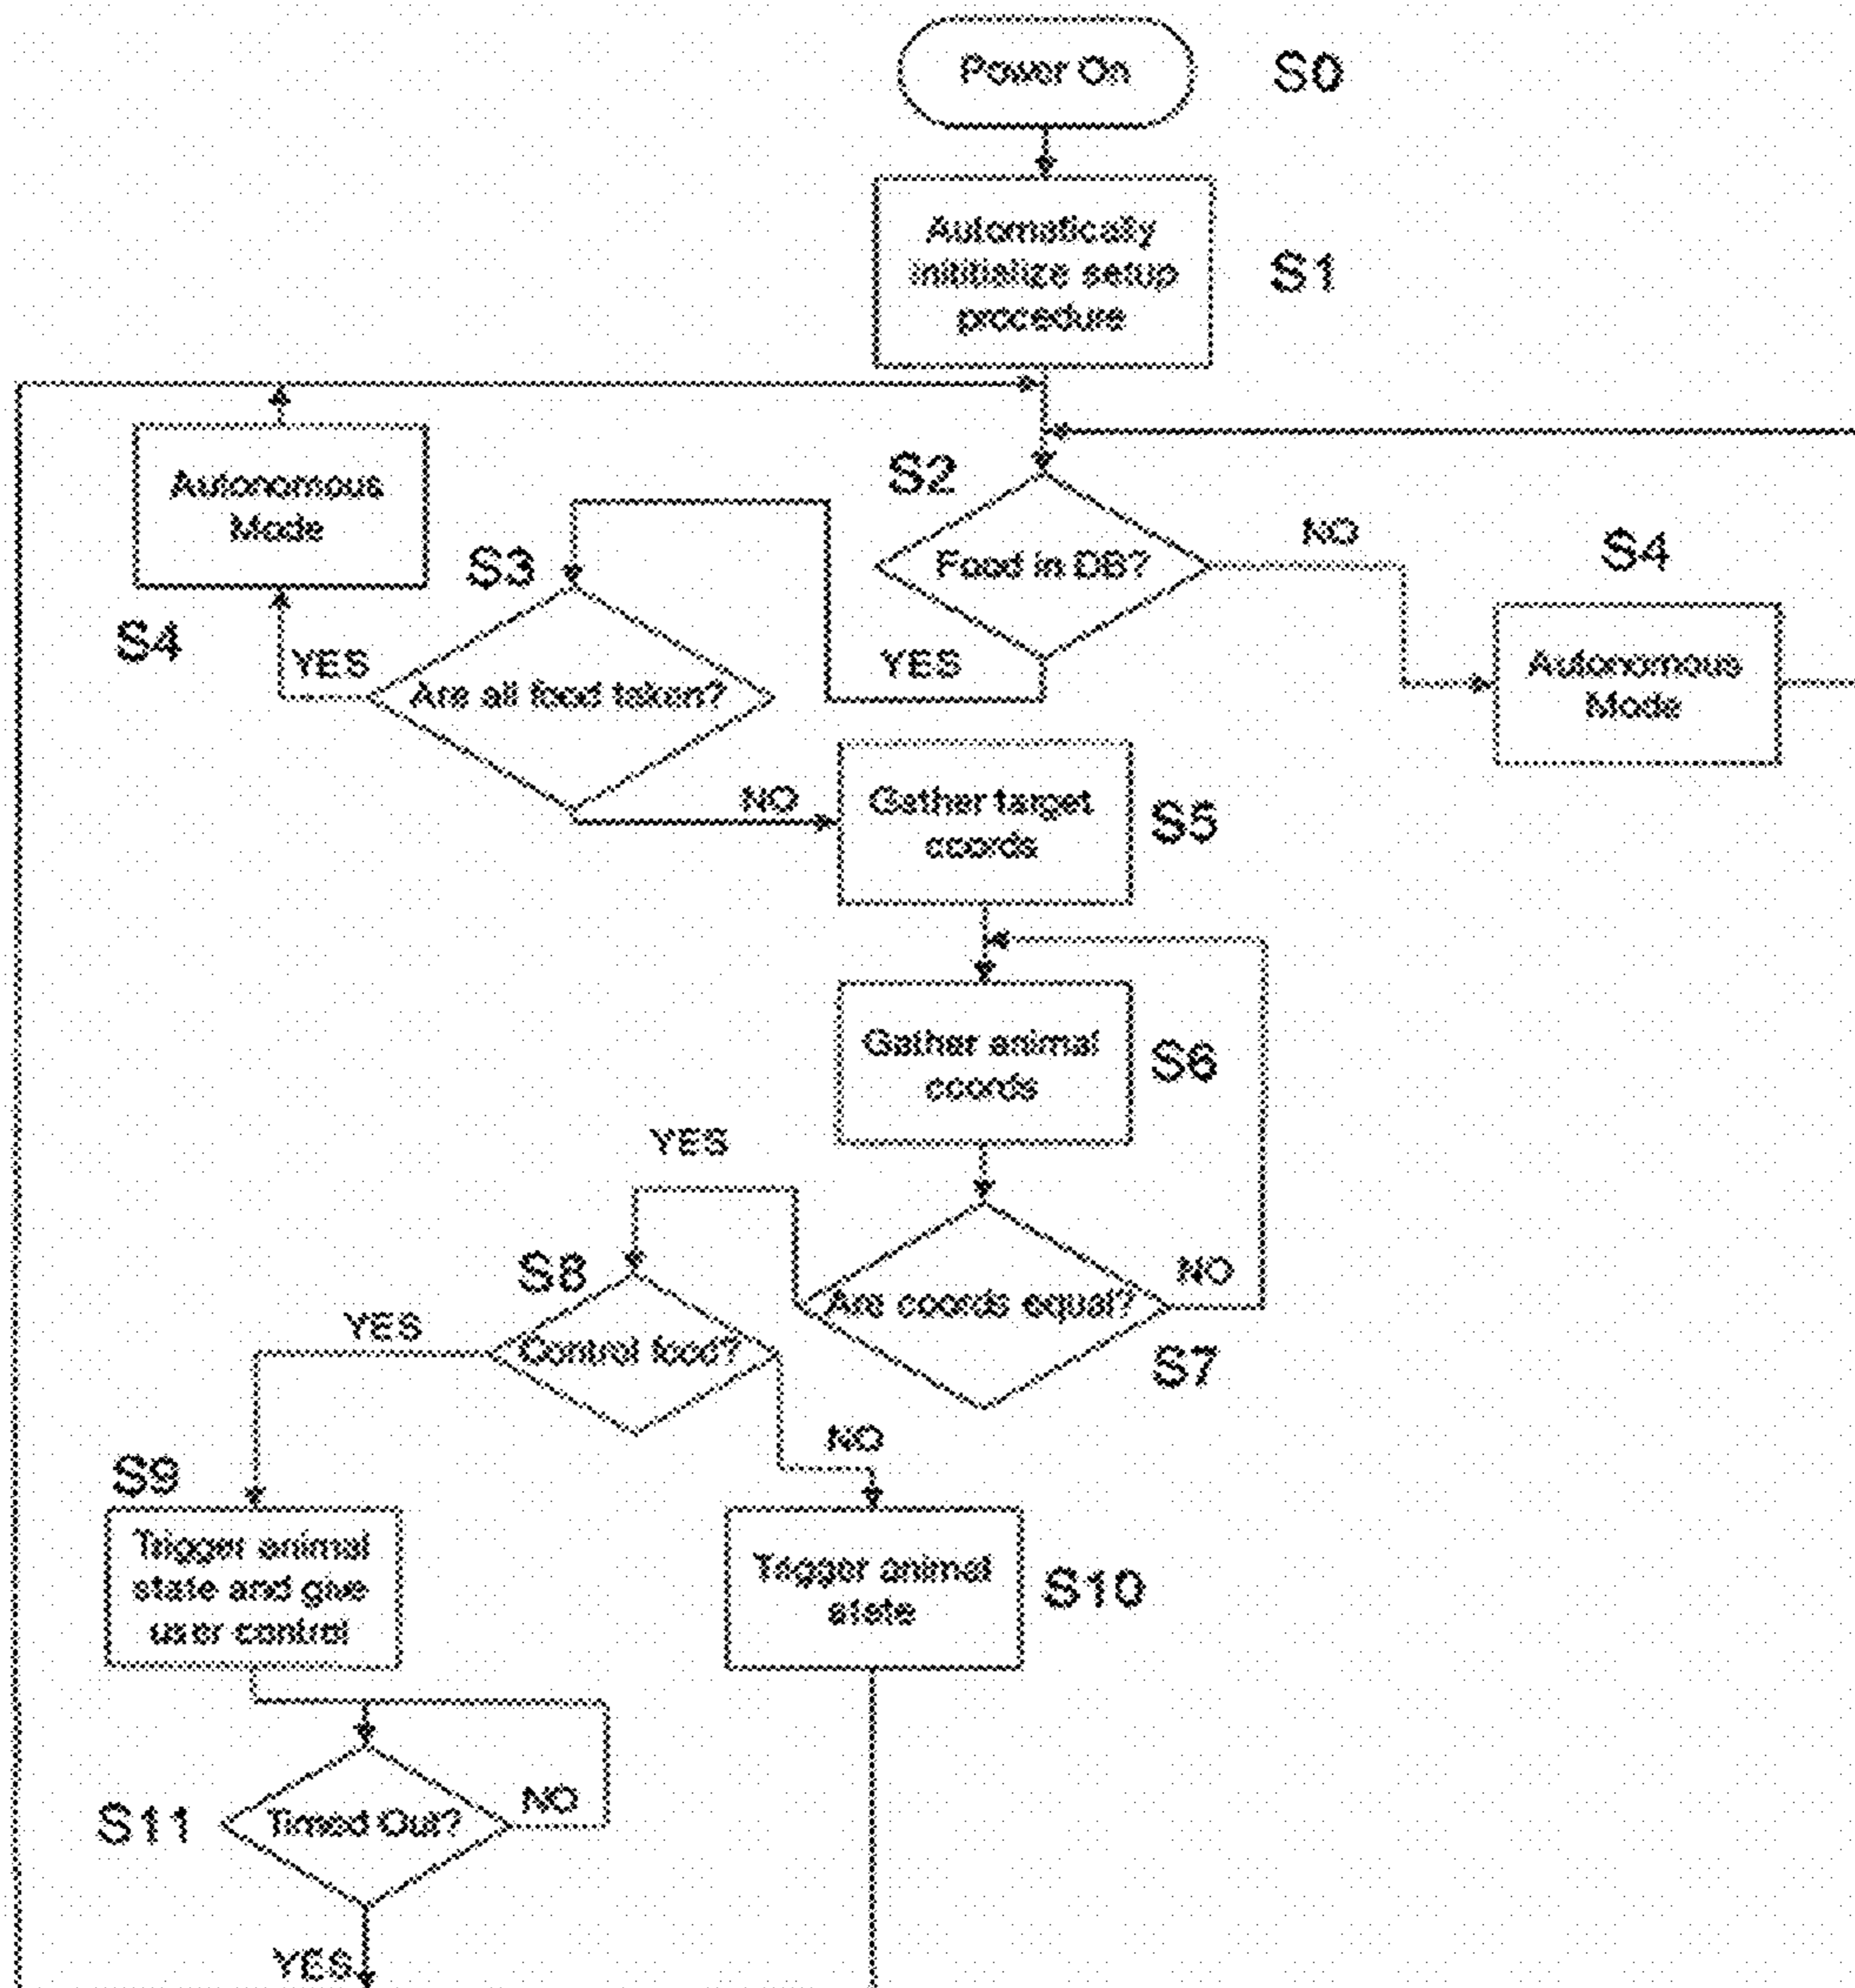 Power On
S0
Automatically
inititialize setup
procedure
S1
Autonomous
Mode
S4
S2
Food in DB?
NO
YES
S4
Autonomous
Mode
S3
Are all food taken?
YES
NO
Gather target
coords
S5
Gather animal
coords
S6
Are coords equal?
S7
NO
YES
S8
Control food?
YES
NO
S9
Trigger animal
state and give
user control
Trigger animal
state
S10
S11
Timed Out?
NO
YES